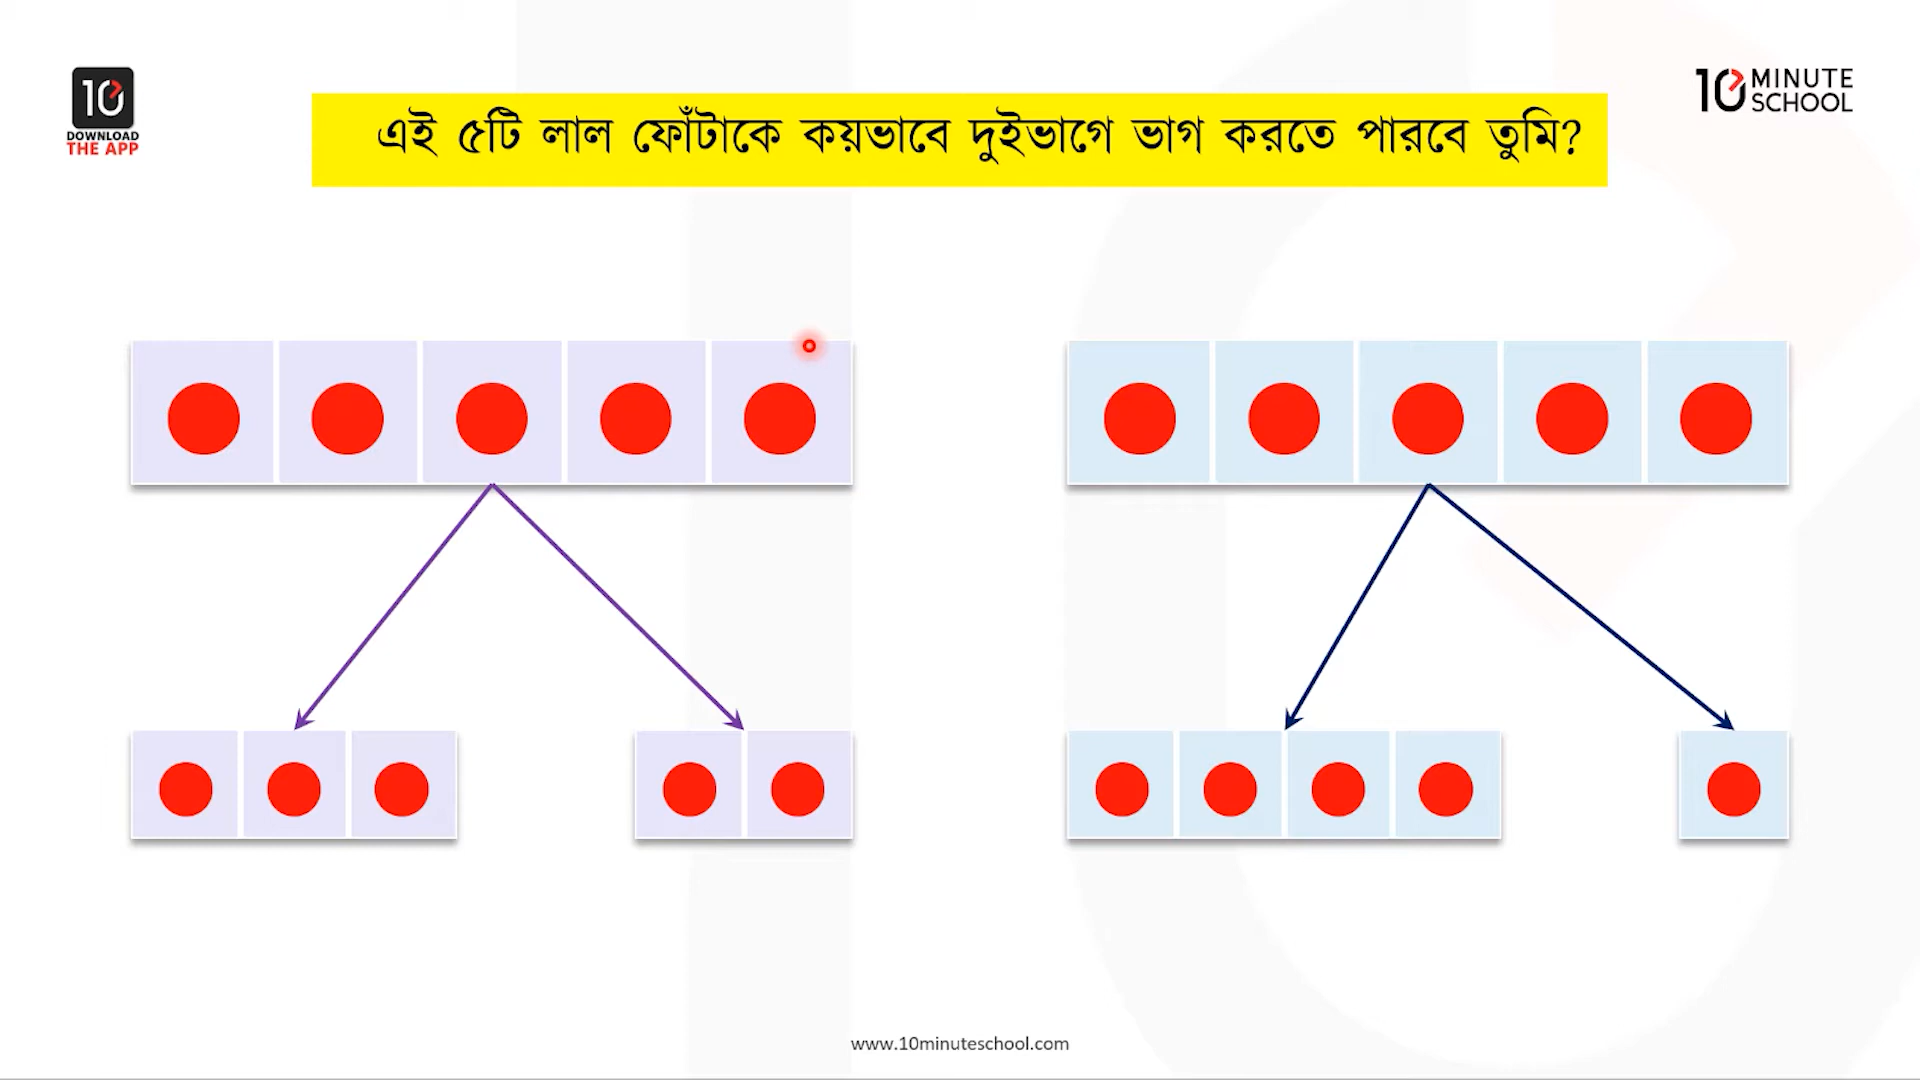 10
DOWNLOAD
THE APP
এই ৫টি লাল ফোঁটাকে কয়ভাবে দুইভাগে ভাগ করতে পারবে তুমি?
10 MINUTE
SCHOOL
www.10minuteschool.com